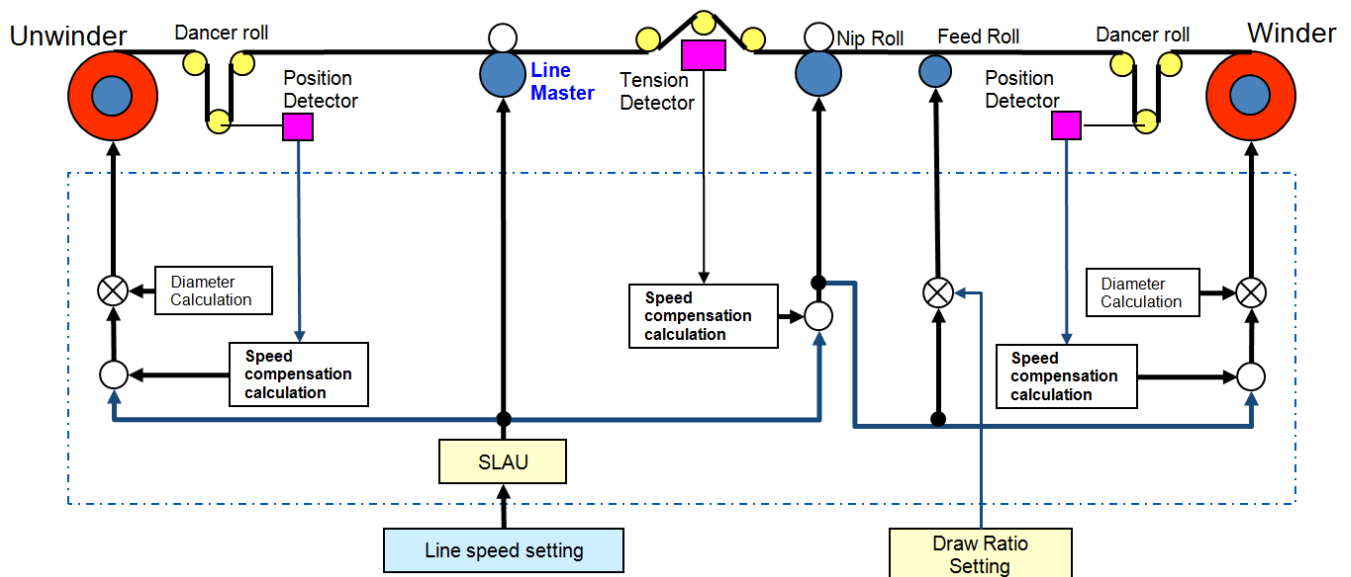 Unwinder
Dancer roll
Position
Detector
Line
Master
Tension
Detector
Nip Roll
Feed Roll
Dancer roll
Position
Detector
Winder
Diameter
Calculation
Speed
compensation
calculation
Speed
compensation
calculation
Diameter
Calculation
Speed
compensation
calculation
SLAU
Line speed setting
Draw Ratio
Setting